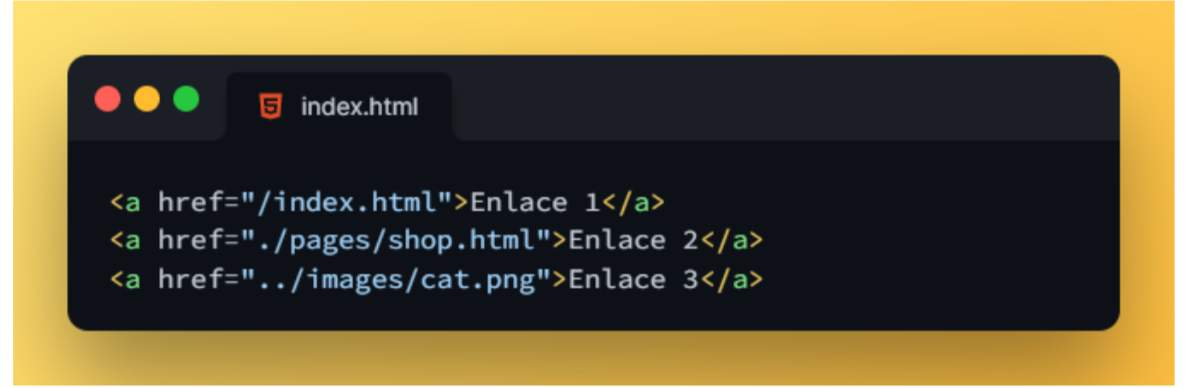 index.html
<a href="/index.html">Enlace 1</a>
<a href="./pages/shop.html">Enlace 2</a>
<a href="../images/cat.png">Enlace 3</a>